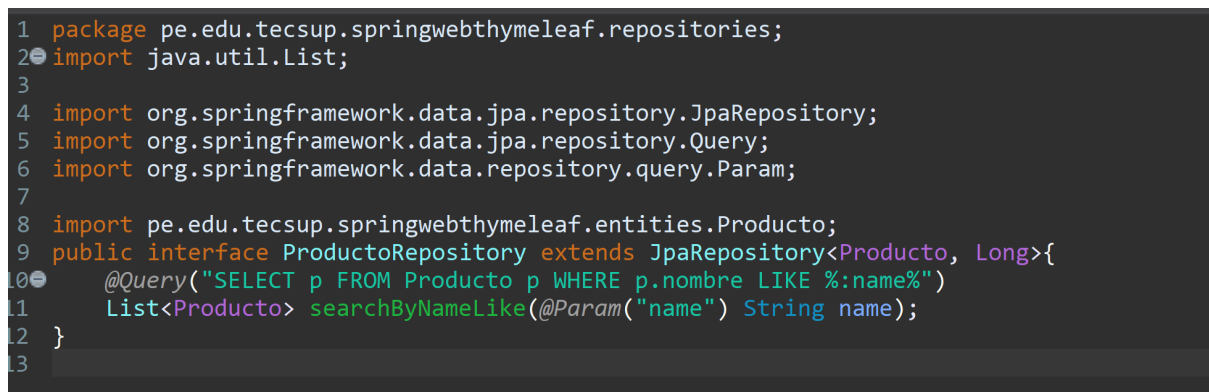 1 package pe.edu.tecsup.springwebthymeleaf.repositories;
2 import java.util.List;
3
4 import org.springframework.data.jpa.repository.JpaRepository;
5 import org.springframework.data.jpa.repository.Query;
6 import org.springframework.data.repository.query.Param;
7
8 import pe.edu.tecsup.springwebthymeleaf.entities.Producto;
9 public interface ProductoRepository extends JpaRepository<Producto, Long>{
10     @Query("SELECT p FROM Producto p WHERE p.nombre LIKE %:name%")
11     List<Producto> searchByNameLike(@Param("name") String name);
12 }
13